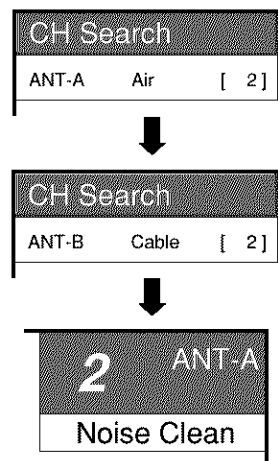 CH Search
ANT-A Air [ 2]
CH Search
ANT-B Cable [ 2]
2 ANT-A
Noise Clean